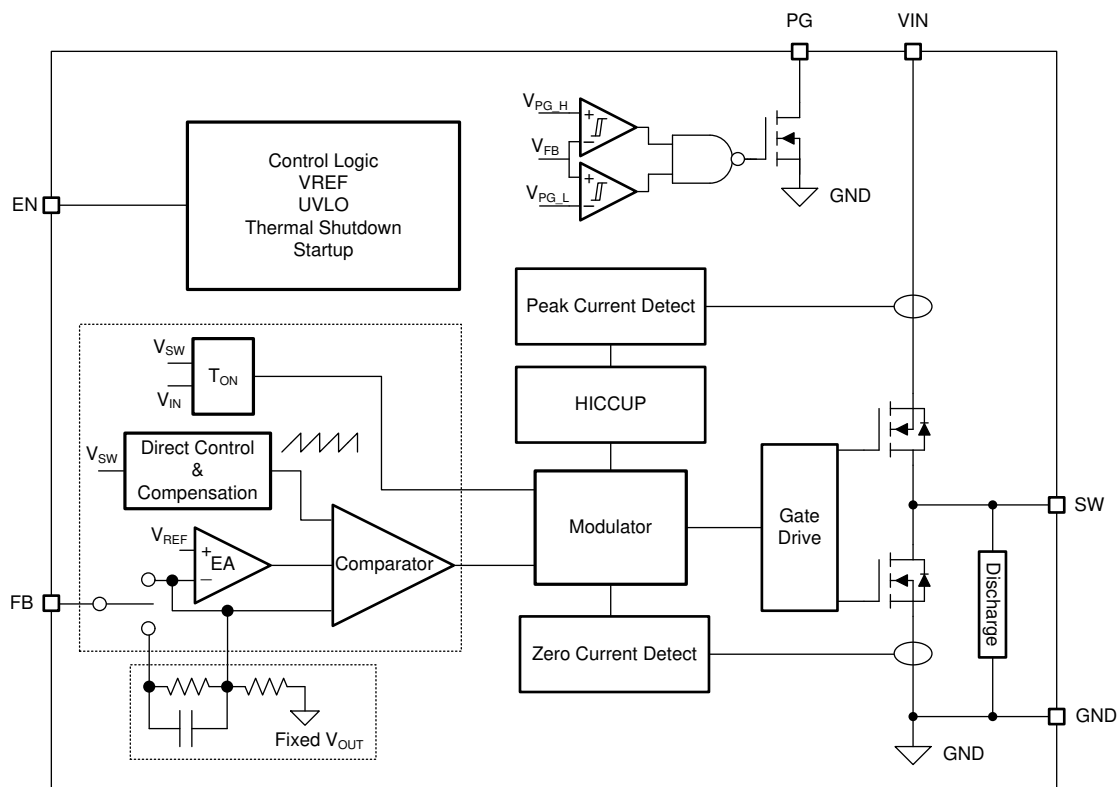 PG
VIN
V_PG_H
+
−
V_FB
+
V_PG_L
−
GND
EN
Control Logic
VREF
UVLO
Thermal Shutdown
Startup
Peak Current Detect
V_SW
T_ON
V_IN
HICCUP
V_SW
Direct Control
&
Compensation
Modulator
Gate
Drive
SW
V_REF
+
EA
−
Comparator
FB
Discharge
Zero Current Detect
Fixed V_OUT
GND
GND